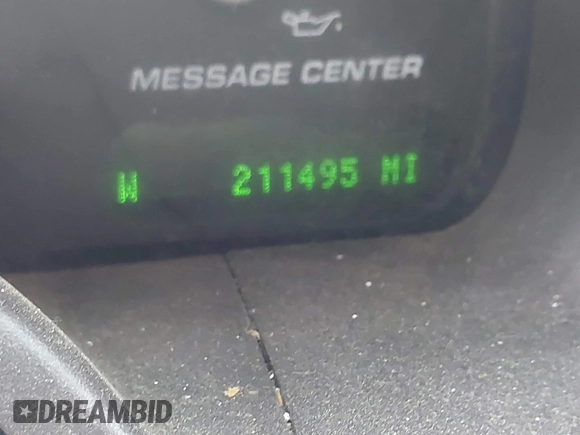 MESSAGE CENTER
W 211495 MI
DREAMBID